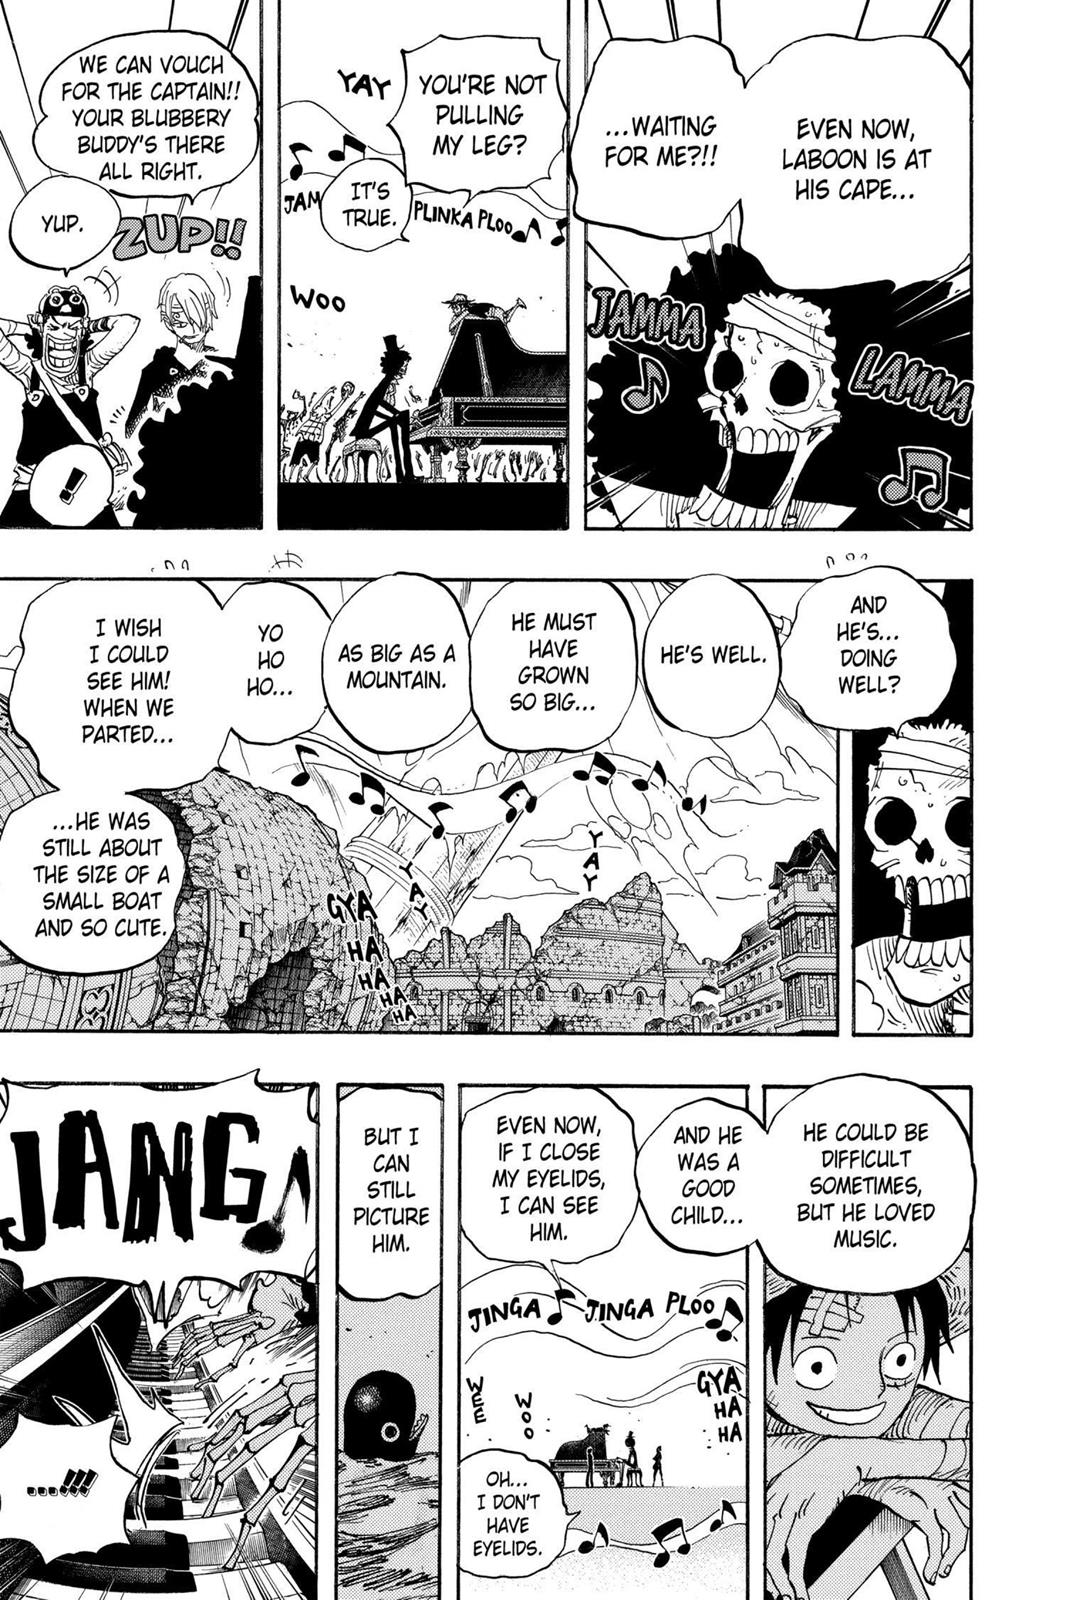 EVEN NOW,
LABOON IS AT
HIS CAPE...
...WAITING
FOR ME?!!
JAMMA
LAMMA
YOU'RE NOT
PULLING
MY LEG?
YAY
IT'S
TRUE.
JAM
PLINKA PLOO
WOO
WE CAN VOUCH
FOR THE CAPTAIN!!
YOUR BLUBBERY
BUDDY'S THERE
ALL RIGHT.
YUP.
ZUP!!
!
AND
HE'S...
DOING
WELL?
HE'S WELL.
HE MUST
HAVE
GROWN
SO BIG...
AS BIG AS A
MOUNTAIN.
YO
HO
HO...
I WISH
I COULD
SEE HIM!
WHEN WE
PARTED...
...HE WAS
STILL ABOUT
THE SIZE OF A
SMALL BOAT
AND SO CUTE.
YAY
YAY
GYA
HA
HA
HA
HA
HE COULD BE
DIFFICULT
SOMETIMES,
BUT HE LOVED
MUSIC.
AND HE
WAS A
GOOD
CHILD...
EVEN NOW,
IF I CLOSE
MY EYELIDS,
I CAN SEE
HIM.
JINGA
JINGA PLOO
GYA
HA
HA
WEE
WOO
OH...
I DON'T
HAVE
EYELIDS.
BUT I
CAN
STILL
PICTURE
HIM.
JANG
...!!!